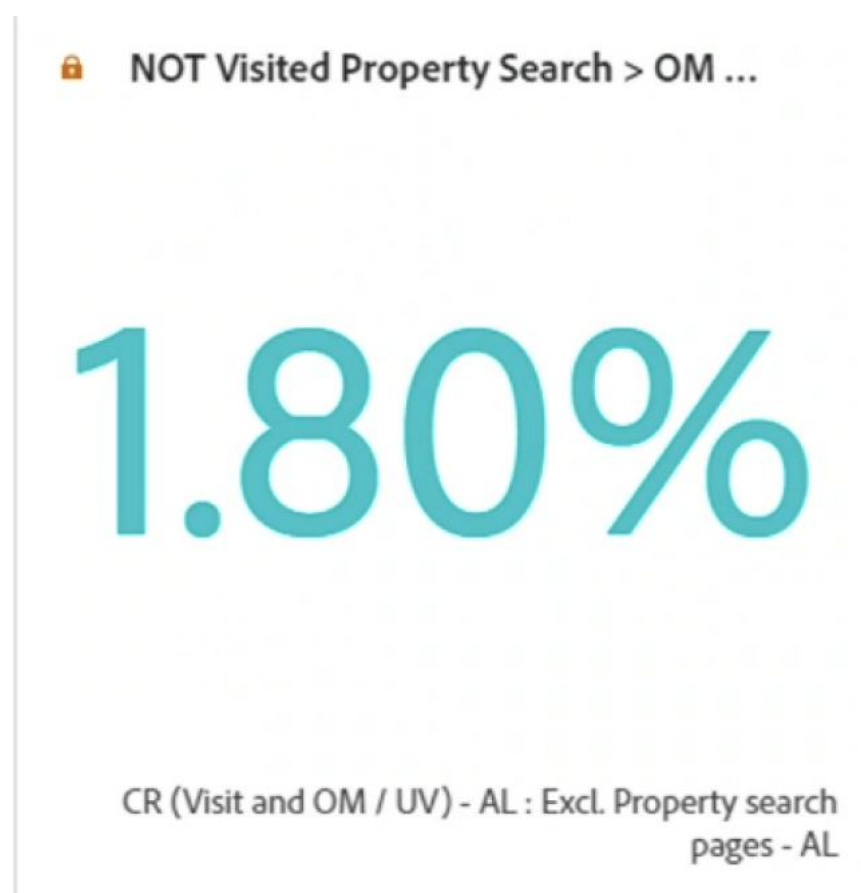 NOT Visited Property Search > OM ...
1.80%
CR (Visit and OM / UV) - AL : Excl. Property search
pages - AL